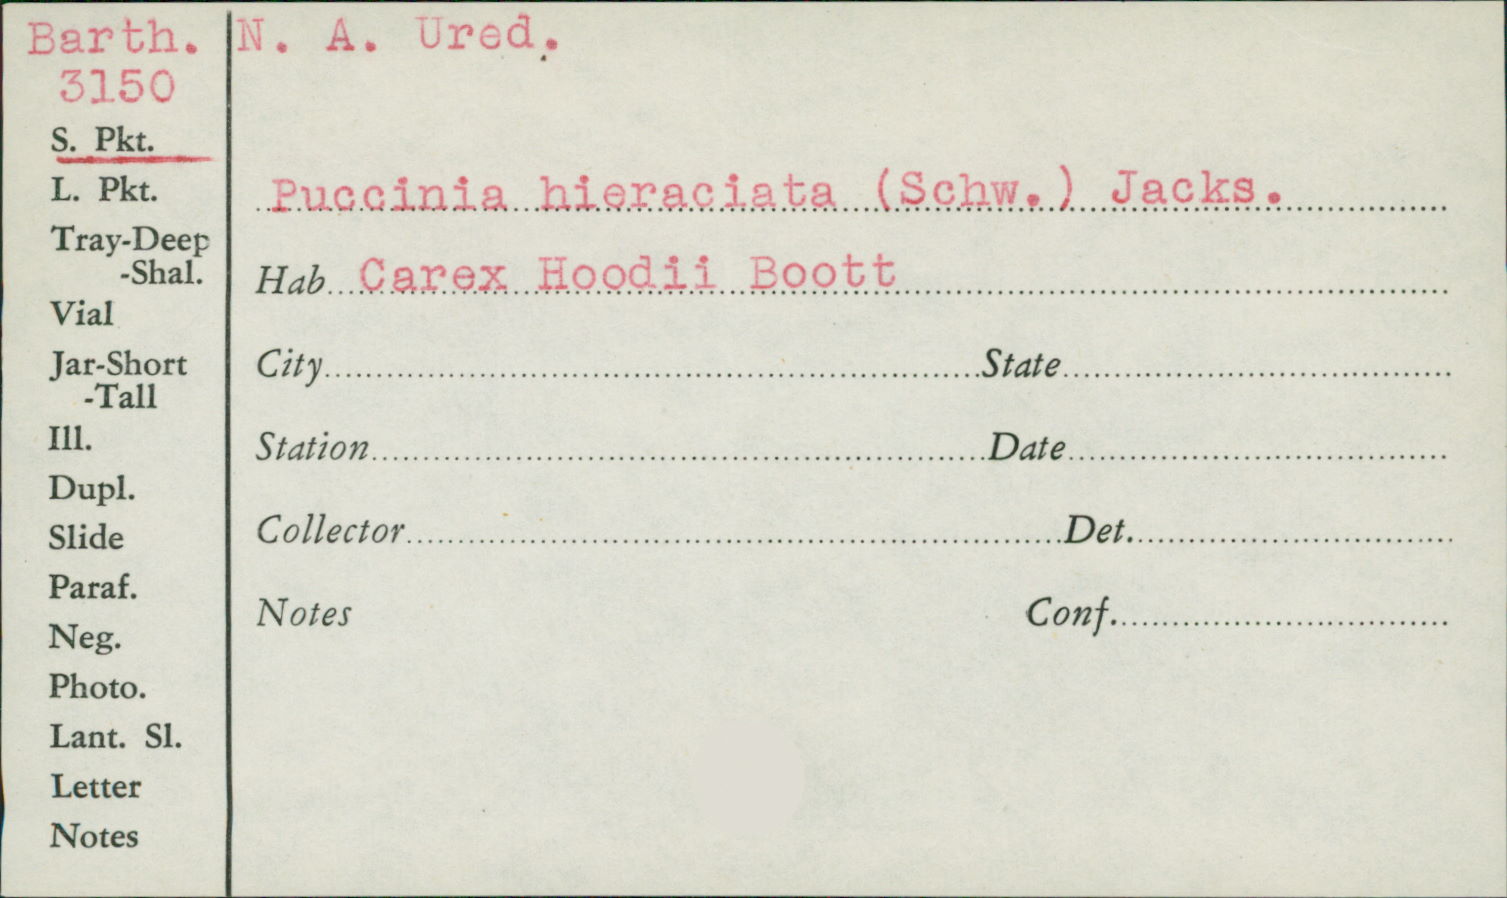 Barth. N. A. Ured.
3150
S. Pkt.
L. Pkt.
Puccinia hieraciata (Schw.) Jacks.
Tray-Deep
-Shal.
Hab Carex Hoodii Boott
Vial
Jar-Short
-Tall
City State
Ill.
Station Date
Dupl.
Slide
Collector Det.
Paraf.
Notes Conf.
Neg.
Photo.
Lant. Sl.
Letter
Notes